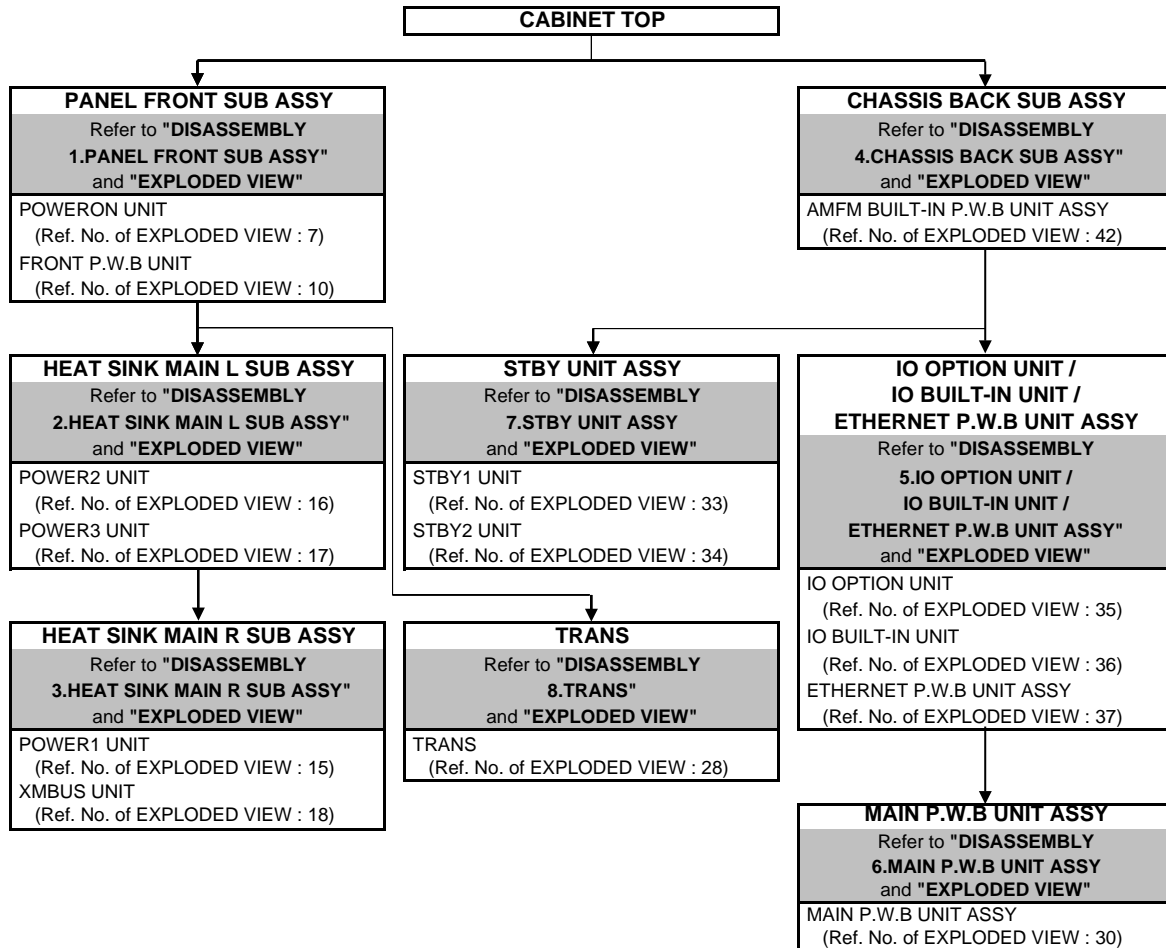 CABINET TOP
PANEL FRONT SUB ASSY
Refer to "DISASSEMBLY
1.PANEL FRONT SUB ASSY"
and "EXPLODED VIEW"
POWERON UNIT
(Ref. No. of EXPLODED VIEW : 7)
FRONT P.W.B UNIT
(Ref. No. of EXPLODED VIEW : 10)
CHASSIS BACK SUB ASSY
Refer to "DISASSEMBLY
4.CHASSIS BACK SUB ASSY"
and "EXPLODED VIEW"
AMFM BUILT-IN P.W.B UNIT ASSY
(Ref. No. of EXPLODED VIEW : 42)
HEAT SINK MAIN L SUB ASSY
Refer to "DISASSEMBLY
2.HEAT SINK MAIN L SUB ASSY"
and "EXPLODED VIEW"
POWER2 UNIT
(Ref. No. of EXPLODED VIEW : 16)
POWER3 UNIT
(Ref. No. of EXPLODED VIEW : 17)
STBY UNIT ASSY
Refer to "DISASSEMBLY
7.STBY UNIT ASSY
and "EXPLODED VIEW"
STBY1 UNIT
(Ref. No. of EXPLODED VIEW : 33)
STBY2 UNIT
(Ref. No. of EXPLODED VIEW : 34)
IO OPTION UNIT /
IO BUILT-IN UNIT /
ETHERNET P.W.B UNIT ASSY
Refer to "DISASSEMBLY
5.IO OPTION UNIT /
IO BUILT-IN UNIT /
ETHERNET P.W.B UNIT ASSY"
and "EXPLODED VIEW"
IO OPTION UNIT
(Ref. No. of EXPLODED VIEW : 35)
IO BUILT-IN UNIT
(Ref. No. of EXPLODED VIEW : 36)
ETHERNET P.W.B UNIT ASSY
(Ref. No. of EXPLODED VIEW : 37)
HEAT SINK MAIN R SUB ASSY
Refer to "DISASSEMBLY
3.HEAT SINK MAIN R SUB ASSY"
and "EXPLODED VIEW"
POWER1 UNIT
(Ref. No. of EXPLODED VIEW : 15)
XMBUS UNIT
(Ref. No. of EXPLODED VIEW : 18)
TRANS
Refer to "DISASSEMBLY
8.TRANS"
and "EXPLODED VIEW"
TRANS
(Ref. No. of EXPLODED VIEW : 28)
MAIN P.W.B UNIT ASSY
Refer to "DISASSEMBLY
6.MAIN P.W.B UNIT ASSY
and "EXPLODED VIEW"
MAIN P.W.B UNIT ASSY
(Ref. No. of EXPLODED VIEW : 30)